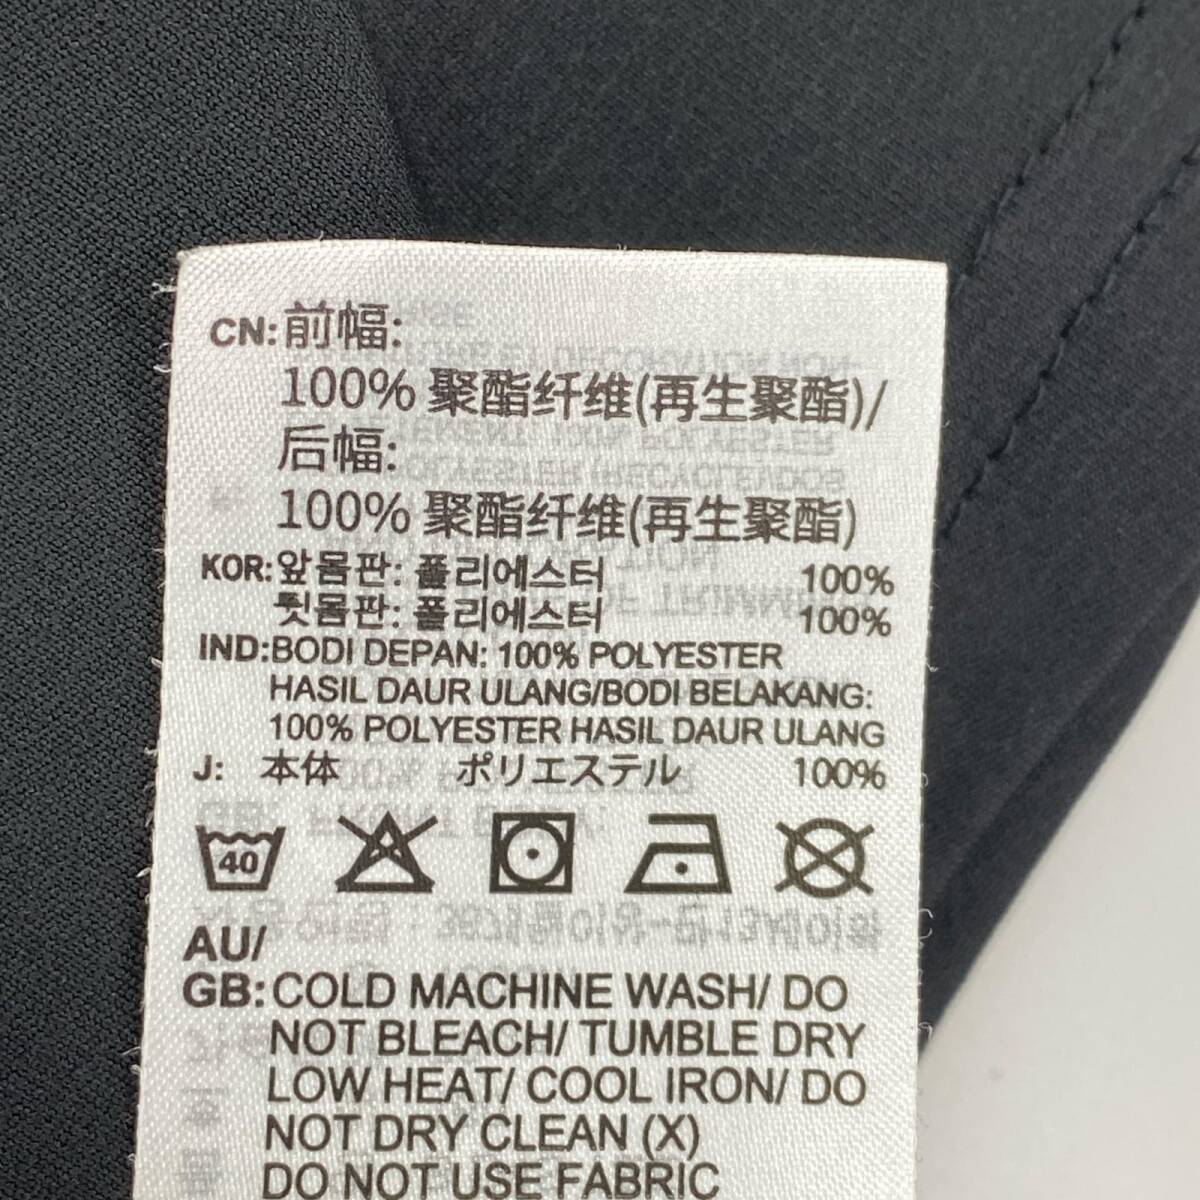 CN:前幅:
100% 聚酯纤维(再生聚酯)/
后幅:
100% 聚酯纤维(再生聚酯)
KOR:앞몸판: 폴리에스터 100%
뒷몸판: 폴리에스터 100%
IND:BODI DEPAN: 100% POLYESTER
HASIL DAUR ULANG/BODI BELAKANG:
100% POLYESTER HASIL DAUR ULANG
J: 本体 ポリエステル 100%
40
AU/
GB:COLD MACHINE WASH/ DO
NOT BLEACH/ TUMBLE DRY
LOW HEAT/ COOL IRON/ DO
NOT DRY CLEAN (X)
DO NOT USE FABRIC